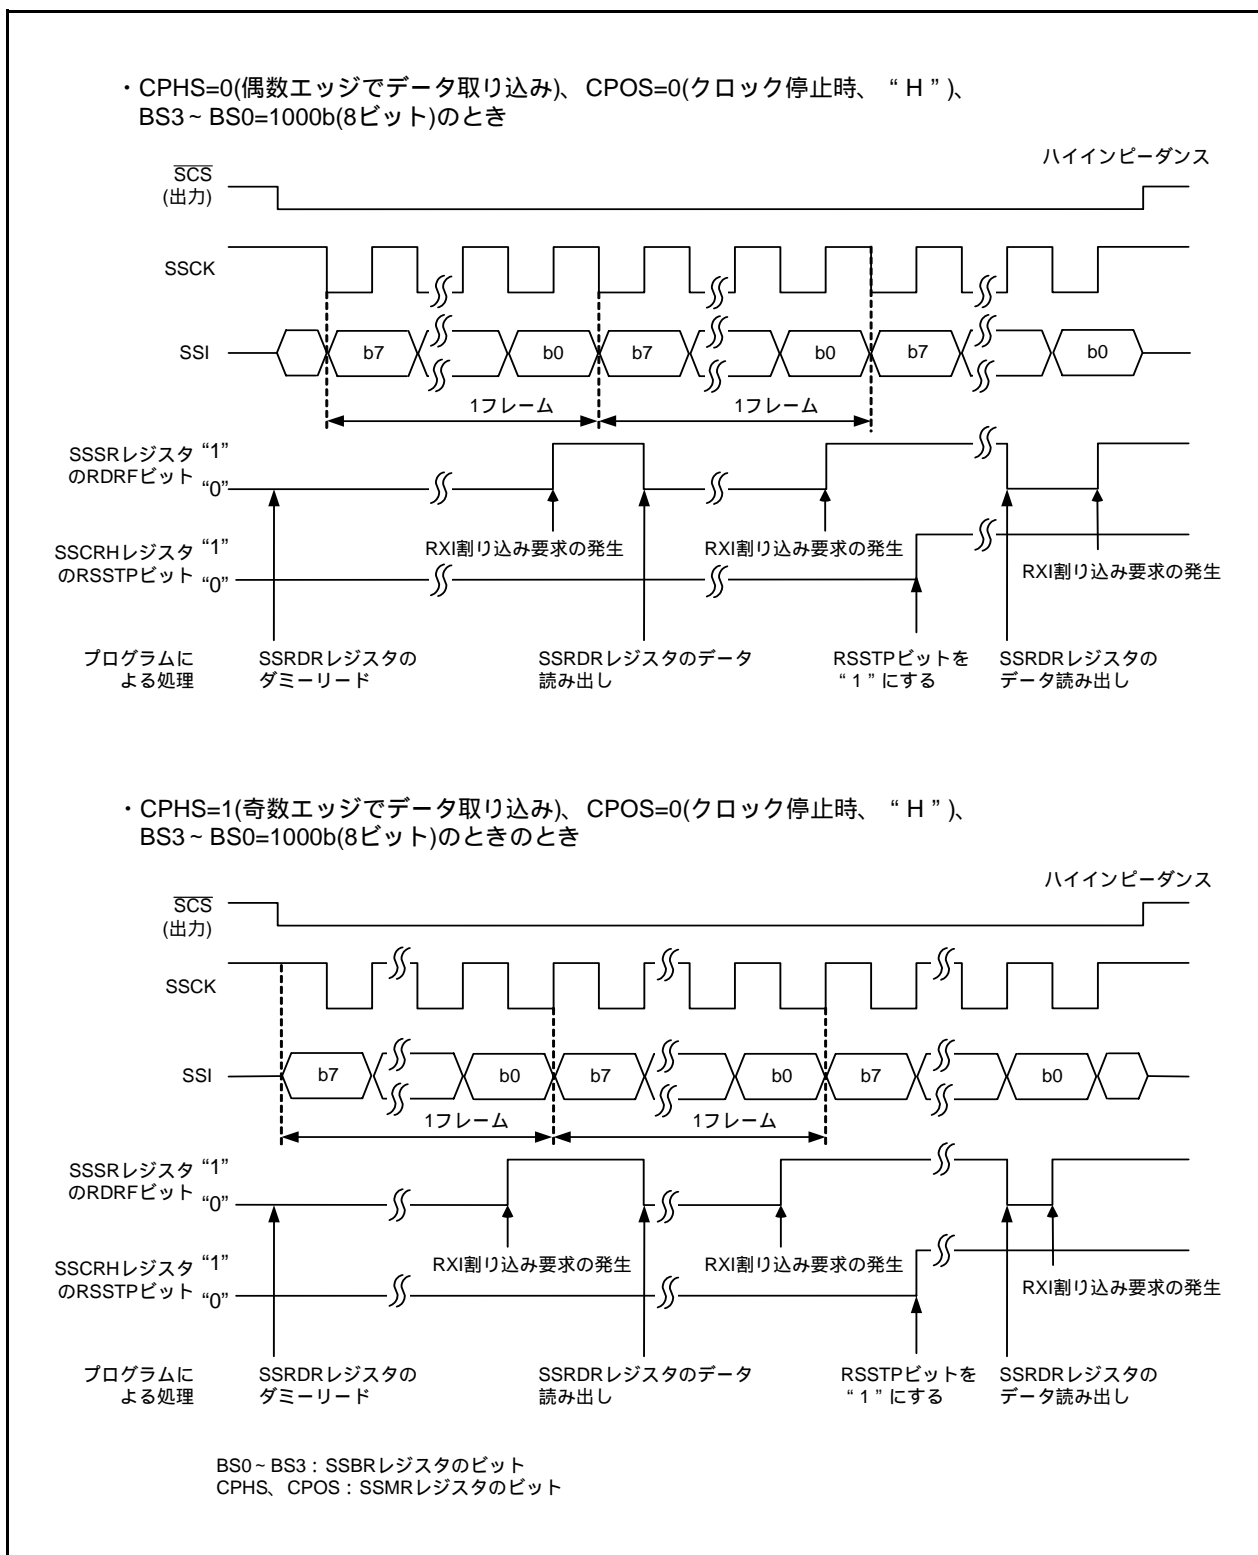 ・CPHS=0(偶数エッジでデータ取り込み)、CPOS=0(クロック停止時、“H”)、
BS3~BS0=1000b(8ビット)のとき
ハイインピーダンス
SCS
(出力)
SSCK
SSI
b7
b0
b7
b0
b7
b0
1フレーム
1フレーム
SSSRレジスタ “1”
のRDRFビット “0”
RXI割り込み要求の発生
RXI割り込み要求の発生
SSCRHレジスタ “1”
のRSSTPビット “0”
RXI割り込み要求の発生
プログラムに
よる処理
SSRDRレジスタの
ダミーリード
SSRDRレジスタのデータ
読み出し
RSSTPビットを
“1”にする
SSRDRレジスタの
データ読み出し
・CPHS=1(奇数エッジでデータ取り込み)、CPOS=0(クロック停止時、“H”)、
BS3~BS0=1000b(8ビット)のときのとき
ハイインピーダンス
SCS
(出力)
SSCK
SSI
b7
b0
b7
b0
b7
b0
1フレーム
1フレーム
SSSRレジスタ “1”
のRDRFビット “0”
RXI割り込み要求の発生
RXI割り込み要求の発生
SSCRHレジスタ “1”
のRSSTPビット “0”
RXI割り込み要求の発生
プログラムに
よる処理
SSRDRレジスタの
ダミーリード
SSRDRレジスタのデータ
読み出し
RSSTPビットを
“1”にする
SSRDRレジスタの
データ読み出し
BS0~BS3:SSBRレジスタのビット
CPHS、CPOS:SSMRレジスタのビット